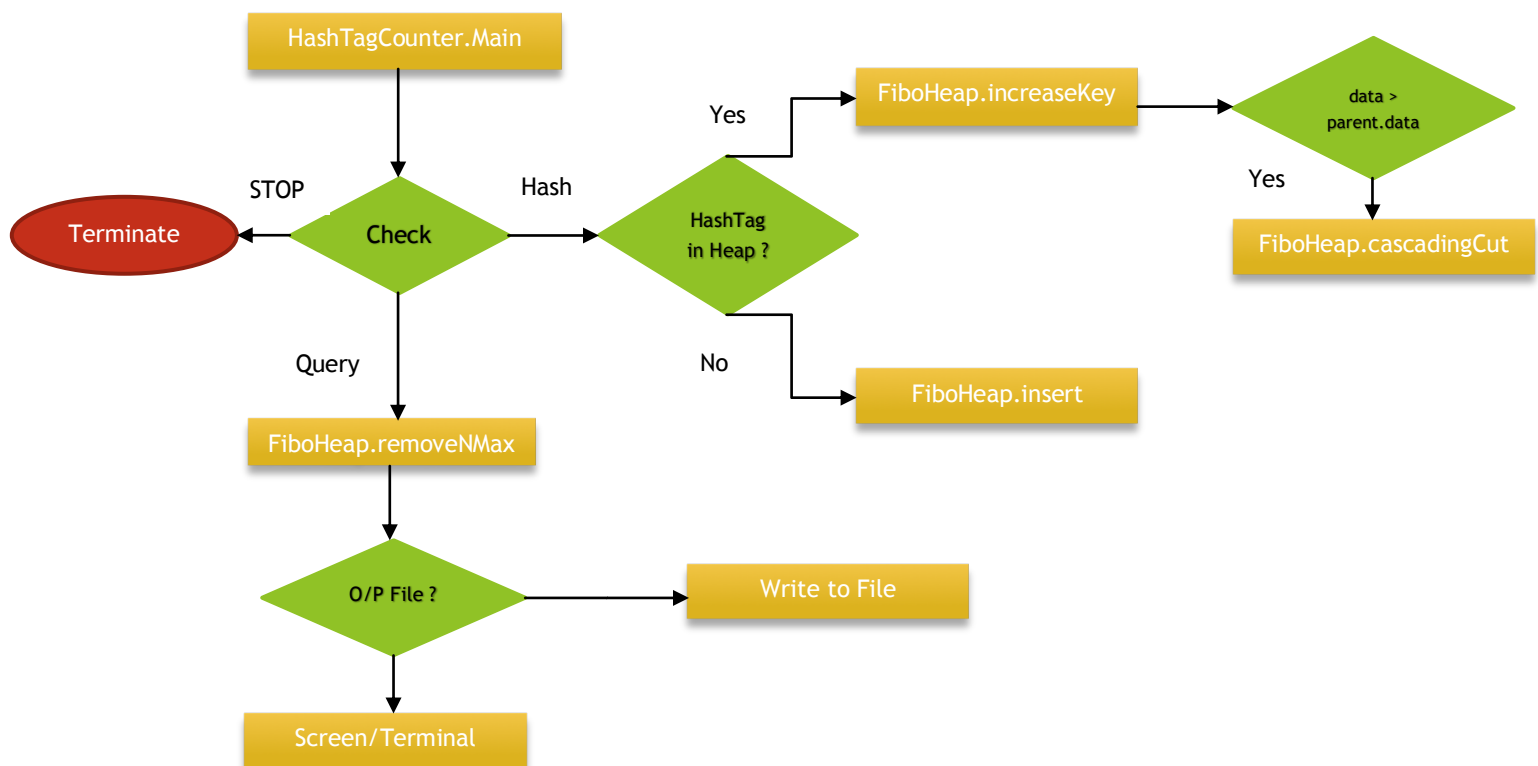 HashTagCounter.Main
Yes
FiboHeap.increaseKey
data >
parent.data
STOP
Hash
Yes
Terminate
Check
HashTag
in Heap ?
FiboHeap.cascadingCut
Query
No
FiboHeap.insert
FiboHeap.removeNMax
O/P File ?
Write to File
Screen/Terminal